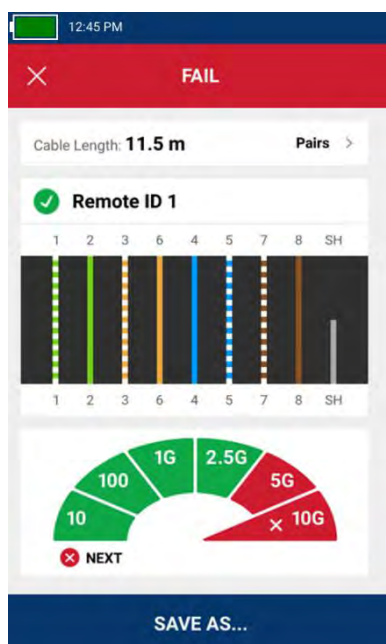 12:45 PM
FAIL
Cable Length: 11.5 m Pairs >
Remote ID 1
1 2 3 6 4 5 7 8 SH
1 2 3 6 4 5 7 8 SH
10 100 1G 2.5G 5G 10G
NEXT
SAVE AS...